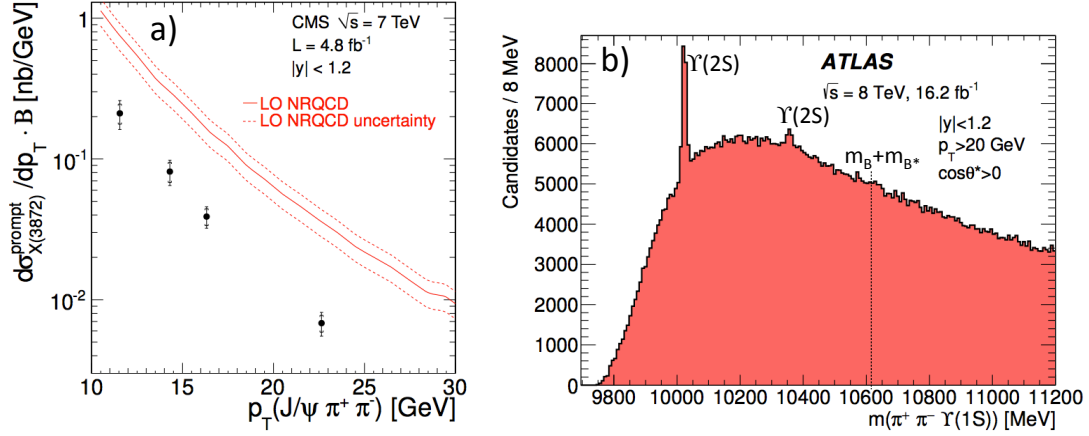 a)
CMS √s = 7 TeV
L = 4.8 fb⁻¹
|y| < 1.2
LO NRQCD
LO NRQCD uncertainty
dσ^prompt_X(3872)/dp_T · B [nb/GeV]
1
10⁻¹
10⁻²
10 15 20 25 30
p_T(J/ψ π⁺ π⁻) [GeV]
b)
ϒ(2S)
ATLAS
√s = 8 TeV, 16.2 fb⁻¹
ϒ(2S)
|y|<1.2
p_T>20 GeV
cosθ*>0
m_B+m_B*
Candidates / 8 MeV
8000
7000
6000
5000
4000
3000
2000
1000
0
9800 10000 10200 10400 10600 10800 11000 11200
m(π⁺ π⁻ ϒ(1S)) [MeV]